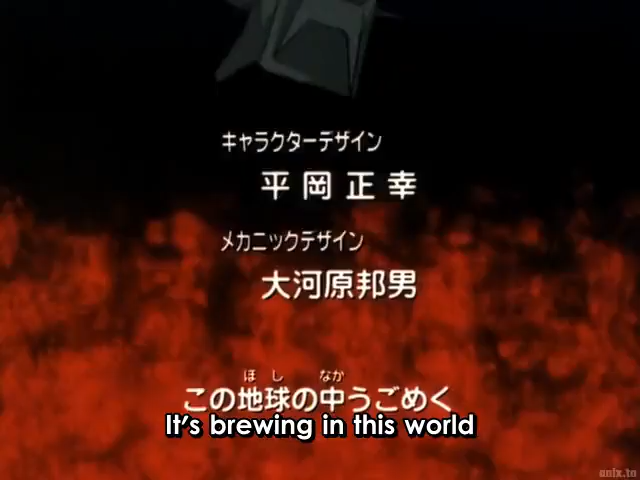 キャラクターデザイン
平岡正幸
メカニックデザイン
大河原邦男
ほし なか
この地球の中うごめく
It's brewing in this world
anix.to